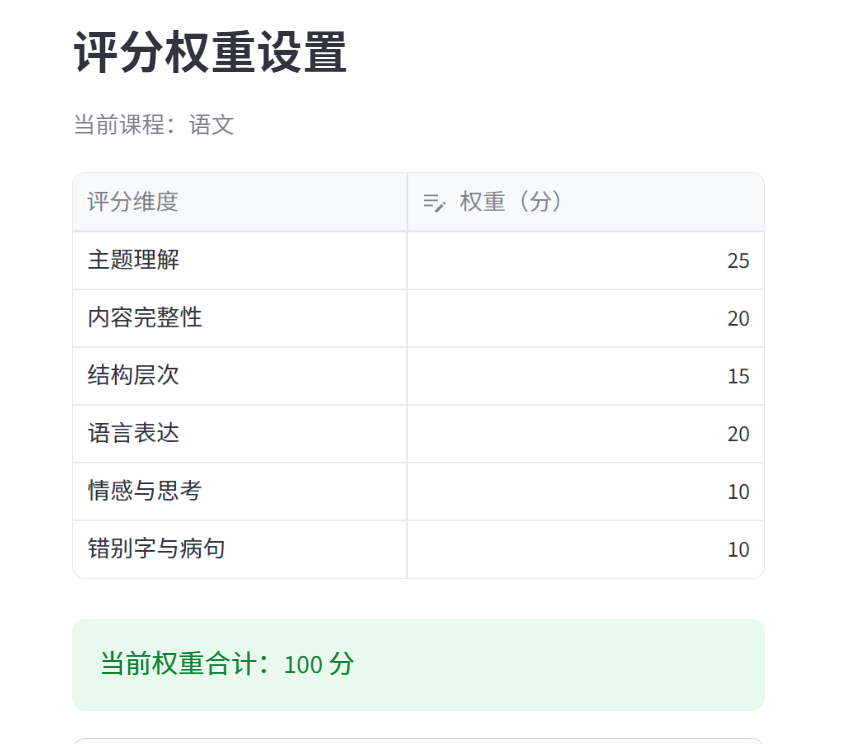 评分权重设置
当前课程：语文
评分维度 权重（分）
主题理解 25
内容完整性 20
结构层次 15
语言表达 20
情感与思考 10
错别字与病句 10
当前权重合计：100 分